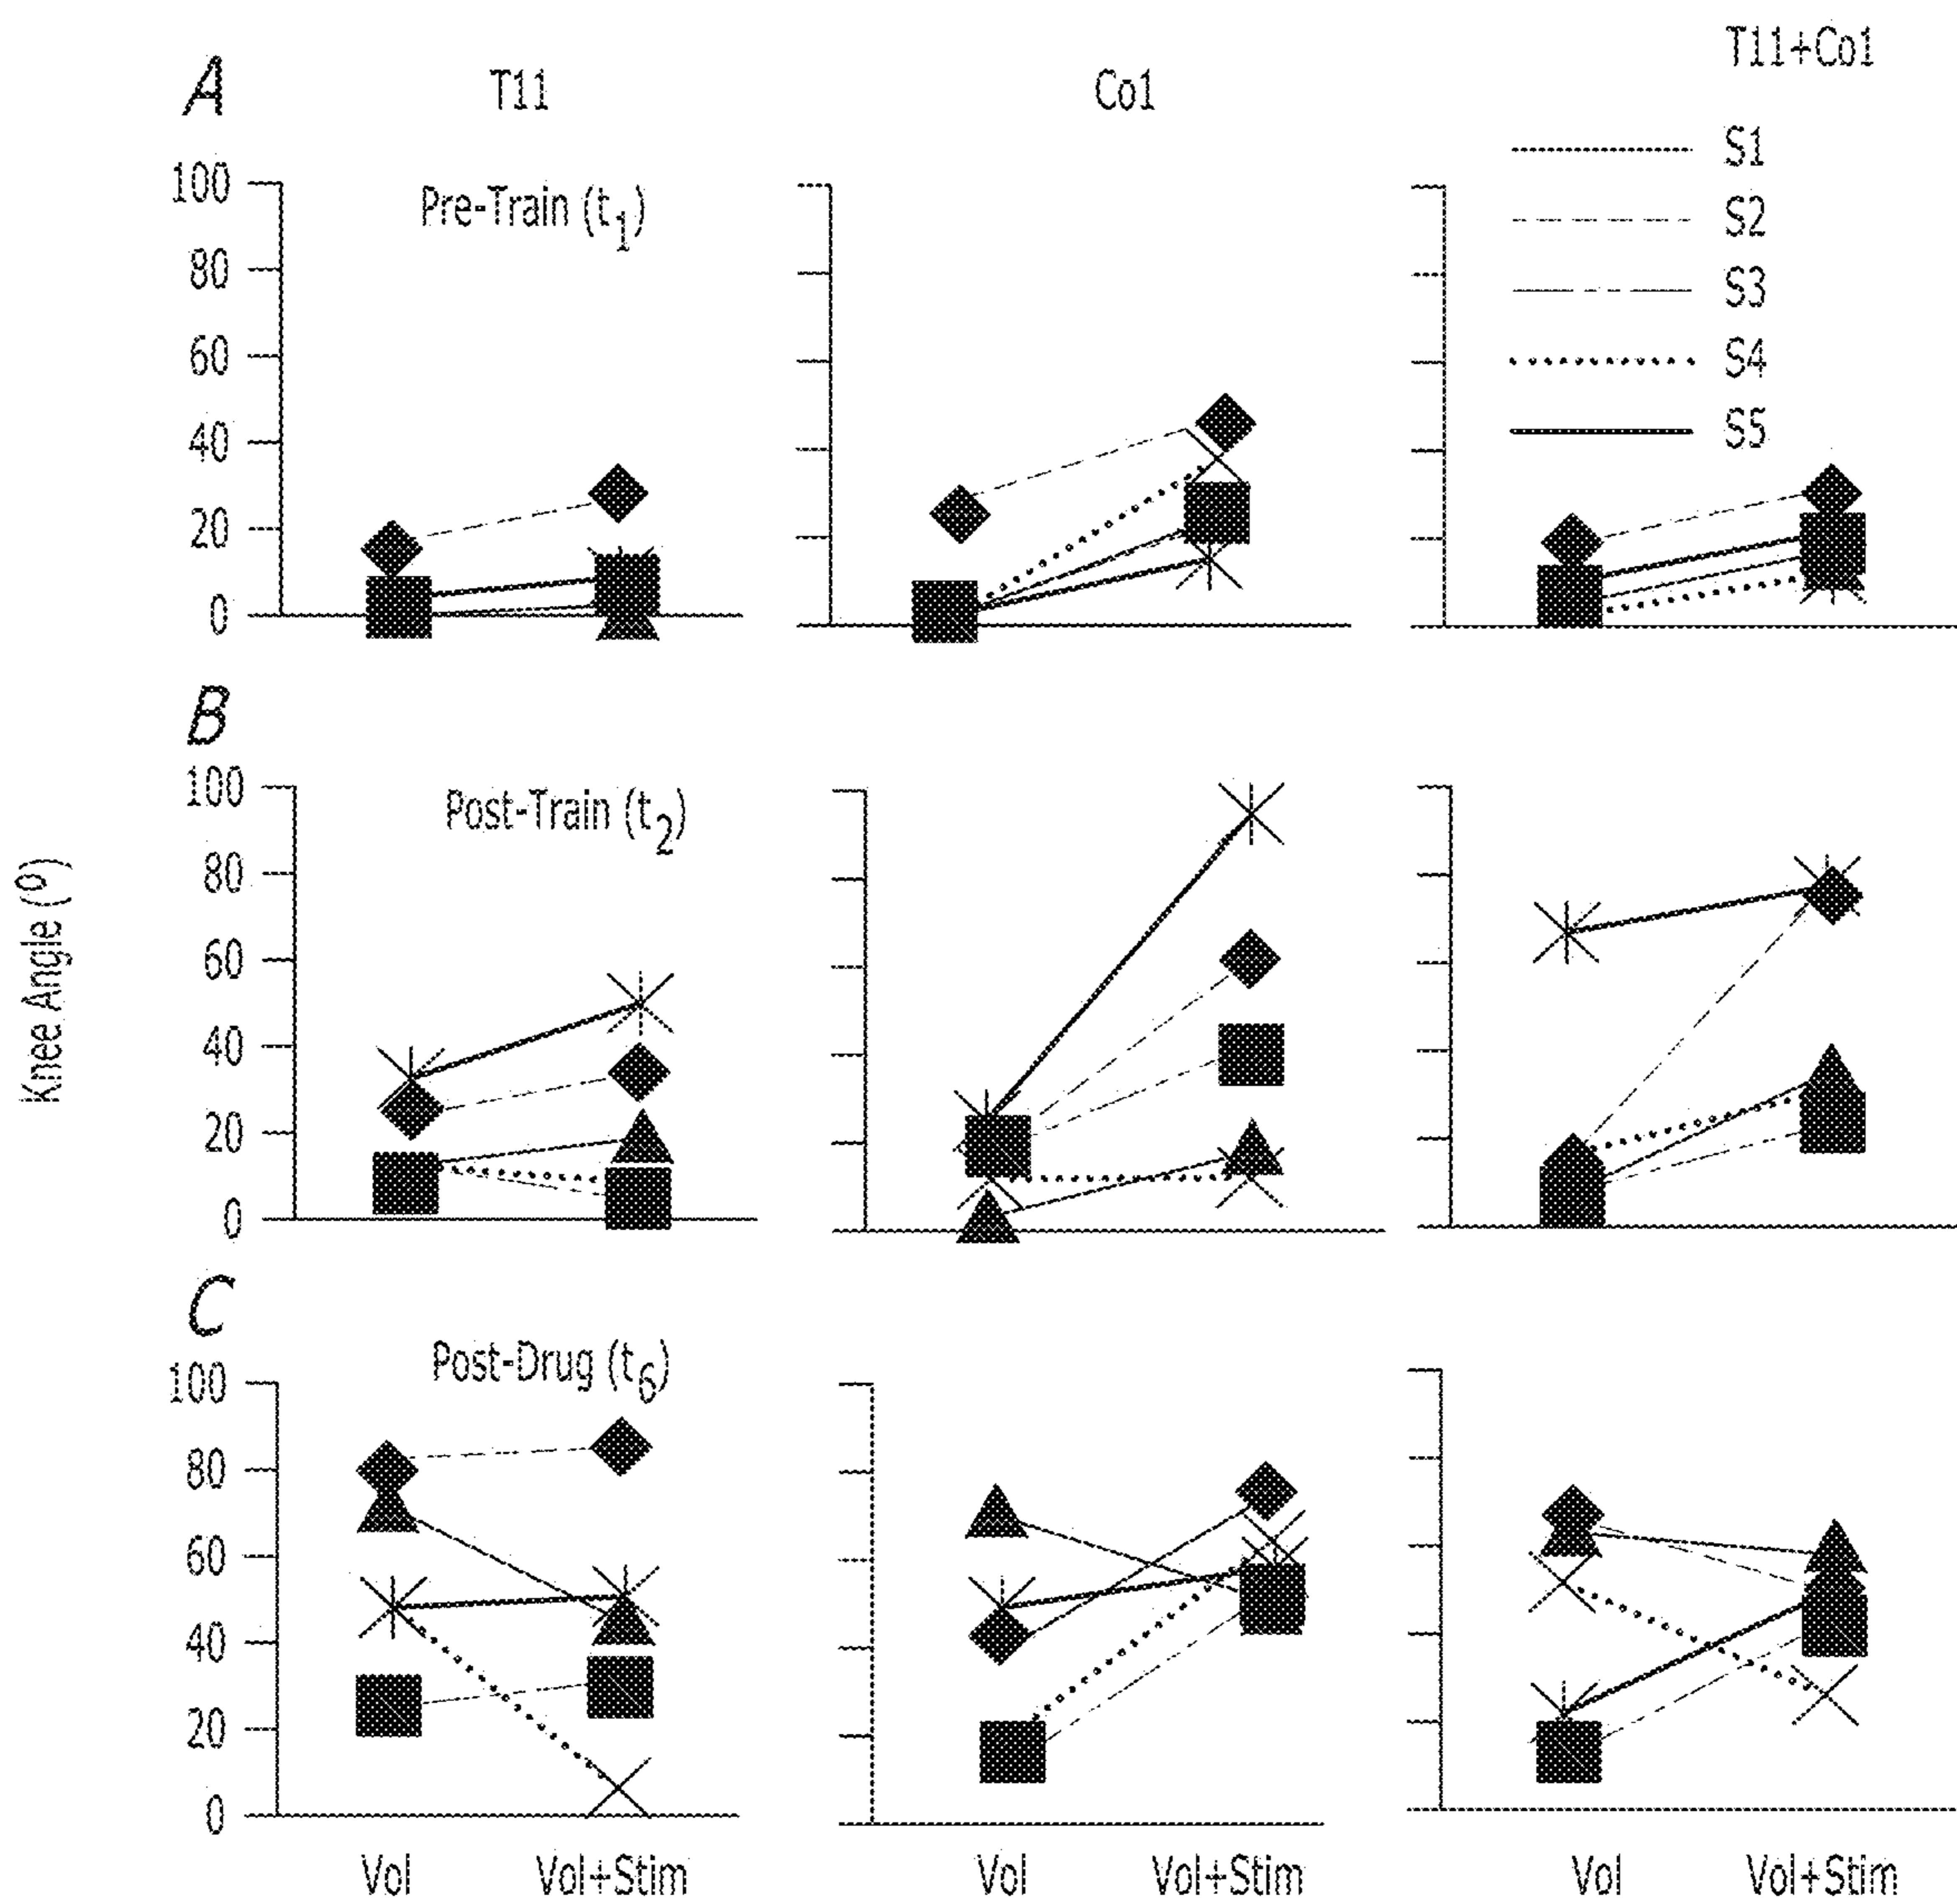 A
T11
Co1
T11+Co1
S1
S2
S3
S4
S5
Pre-Train (t1)
100
80
60
40
20
0
B
Post-Train (t2)
100
80
60
40
20
0
Knee Angle (º)
C
Post-Drug (t6)
100
80
60
40
20
0
Vol Vol+Stim
Vol Vol+Stim
Vol Vol+Stim